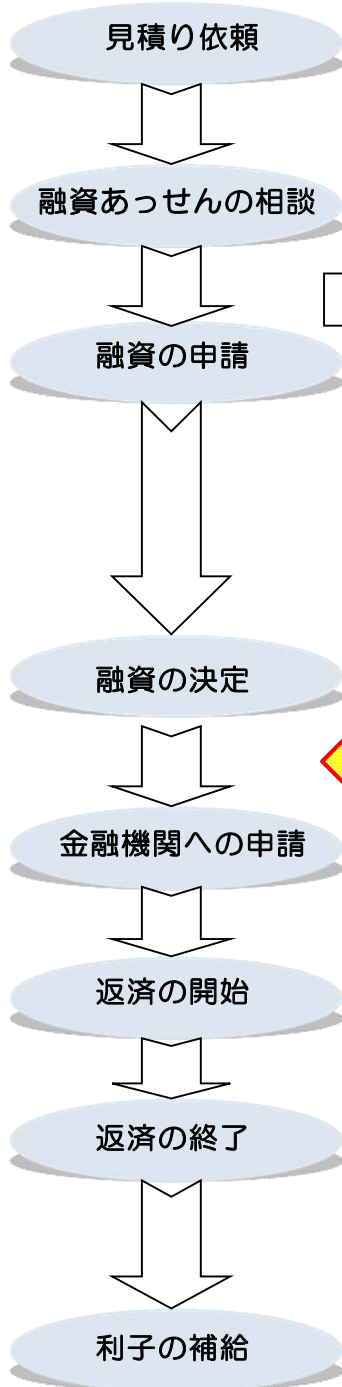 見積り依頼
融資あっせんの相談
融資の申請
融資の決定
金融機関への申請
返済の開始
返済の終了
利子の補給